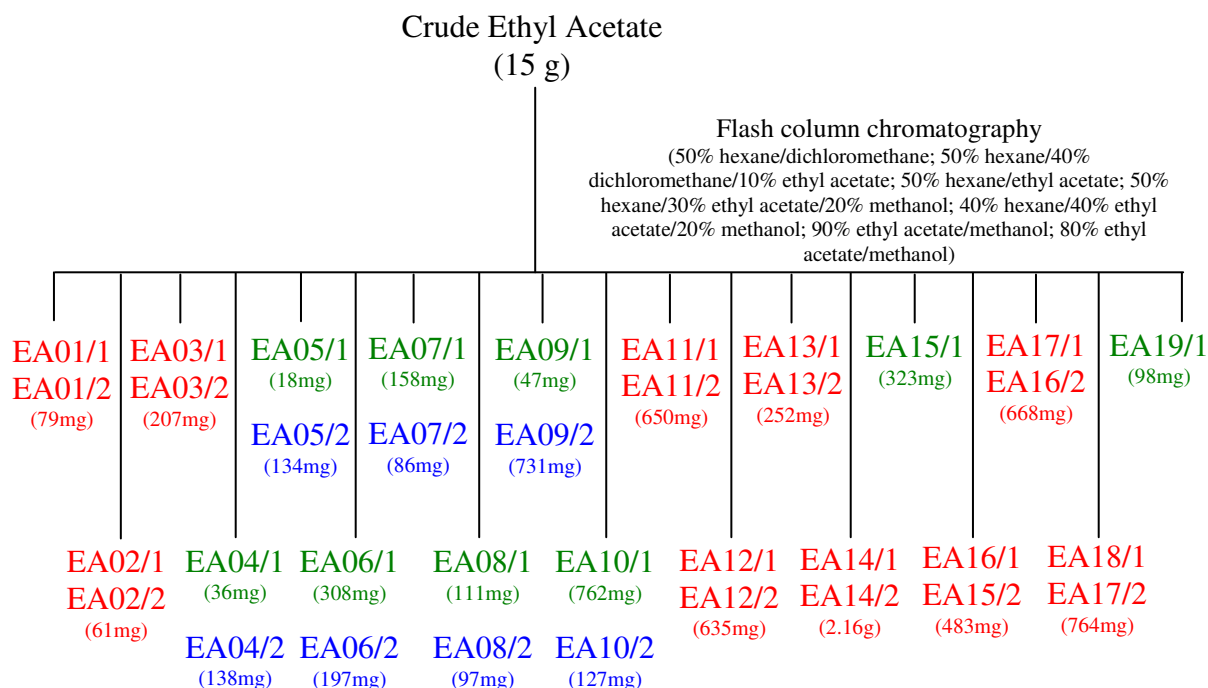 Crude Ethyl Acetate
(15 g)
Flash column chromatography
(50% hexane/dichloromethane; 50% hexane/40%
dichloromethane/10% ethyl acetate; 50% hexane/ethyl acetate; 50%
hexane/30% ethyl acetate/20% methanol; 40% hexane/40% ethyl
acetate/20% methanol; 90% ethyl acetate/methanol; 80% ethyl
acetate/methanol)
EA01/1
EA01/2
(79mg)
EA03/1
EA03/2
(207mg)
EA05/1
(18mg)
EA05/2
(134mg)
EA07/1
(158mg)
EA07/2
(86mg)
EA09/1
(47mg)
EA09/2
(731mg)
EA11/1
EA11/2
(650mg)
EA13/1
EA13/2
(252mg)
EA15/1
(323mg)
EA17/1
EA16/2
(668mg)
EA19/1
(98mg)
EA02/1
EA02/2
(61mg)
EA04/1
(36mg)
EA04/2
(138mg)
EA06/1
(308mg)
EA06/2
(197mg)
EA08/1
(111mg)
EA08/2
(97mg)
EA10/1
(762mg)
EA10/2
(127mg)
EA12/1
EA12/2
(635mg)
EA14/1
EA14/2
(2.16g)
EA16/1
EA15/2
(483mg)
EA18/1
EA17/2
(764mg)